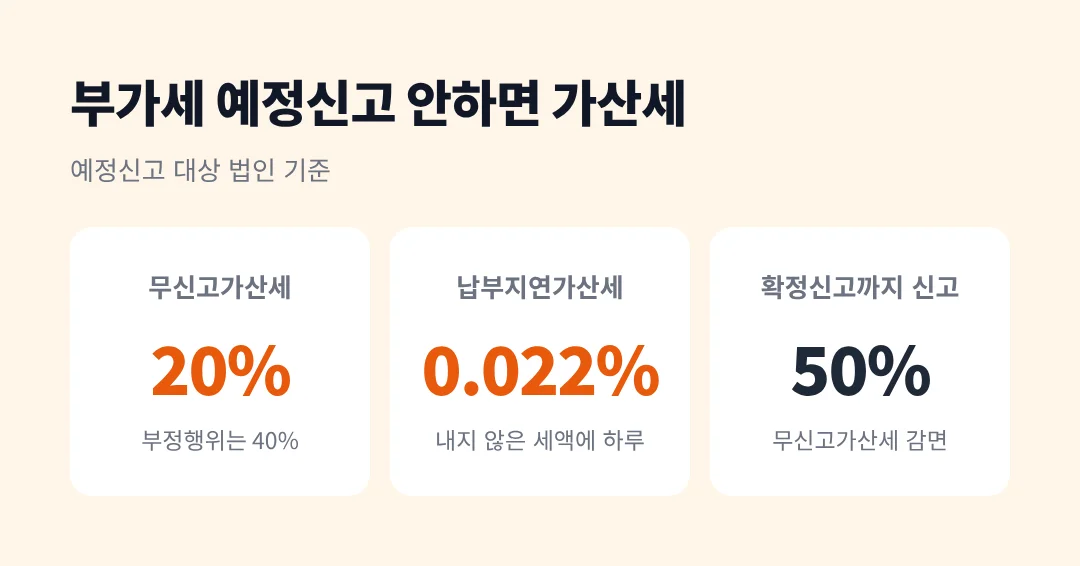 부가세 예정신고 안하면 가산세
예정신고 대상 법인 기준
무신고가산세
20%
부정행위는 40%
납부지연가산세
0.022%
내지 않은 세액에 하루
확정신고까지 신고
50%
무신고가산세 감면